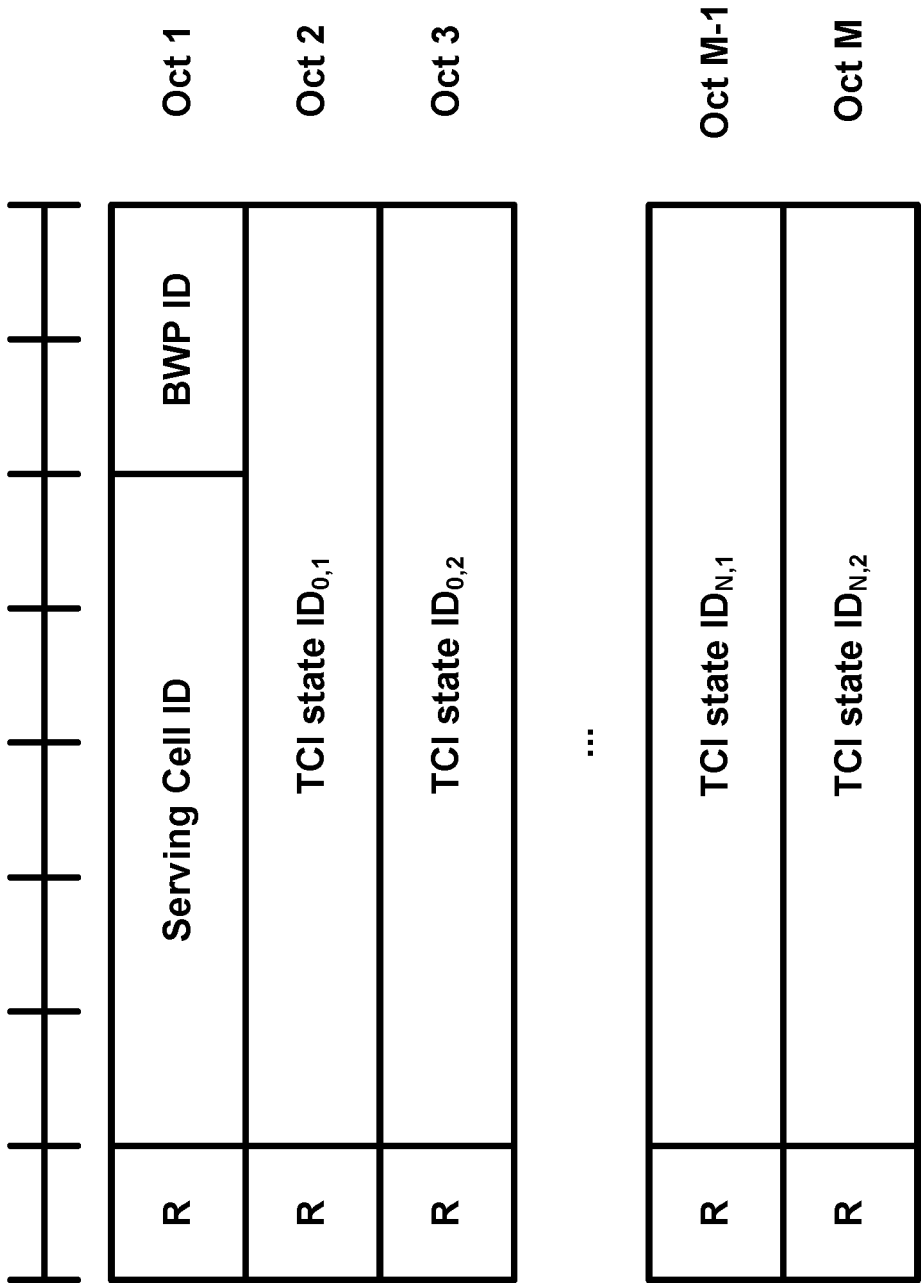 R Serving Cell ID BWP ID Oct 1
R TCI state ID0,1 Oct 2
R TCI state ID0,2 Oct 3
...
R TCI state IDN,1 Oct M-1
R TCI state IDN,2 Oct M